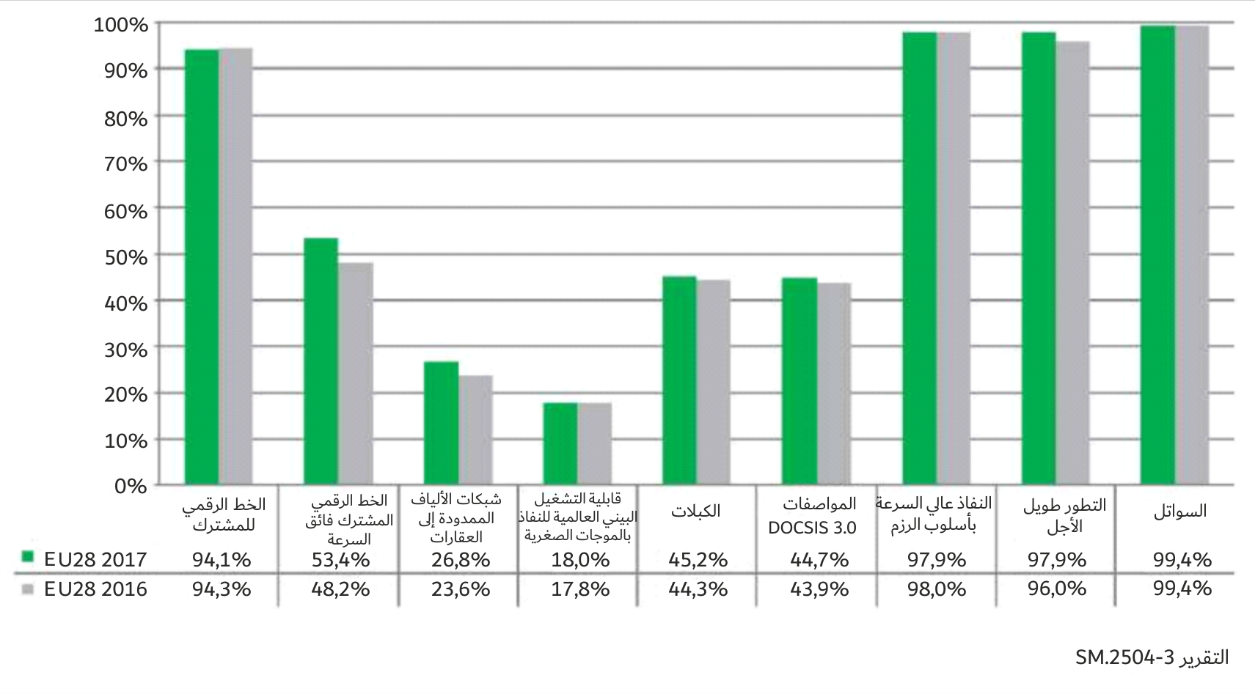 100%
90%
80%
70%
60%
50%
40%
30%
20%
10%
0%
الخط الرقمي
للمشترك
الخط الرقمي
المشترك فائق
السرعة
شبكات الألياف
الممدودة إلى
العقارات
قابلية التشغيل
البيني العالمية للنفاذ
بالموجات الصغرية
الكبلات
المواصفات
DOCSIS 3.0
النفاذ عالي السرعة
بأسلوب الرزم
التطور طويل
الأجل
السواتل
EU28 2017 94,1% 53,4% 26,8% 18,0% 45,2% 44,7% 97,9% 97,9% 99,4%
EU28 2016 94,3% 48,2% 23,6% 17,8% 44,3% 43,9% 98,0% 96,0% 99,4%
التقرير SM.2504-3